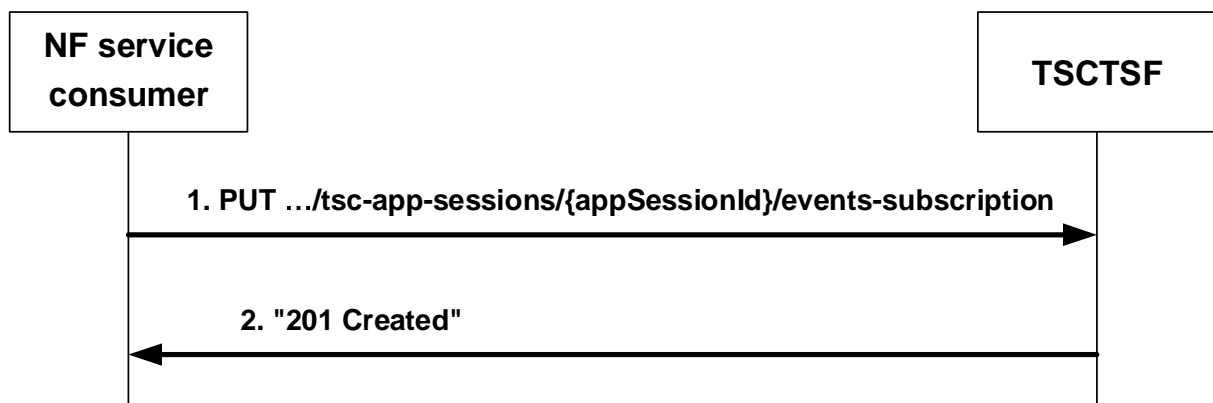 NF service
consumer
TSCTSF
1. PUT …/tsc-app-sessions/{appSessionId}/events-subscription
2. "201 Created"